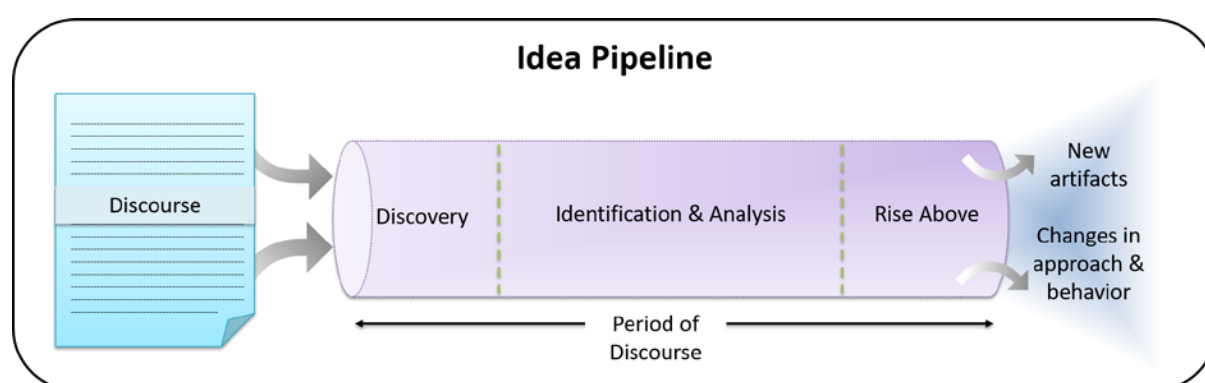 Idea Pipeline
Discourse
Discovery
Identification & Analysis
Rise Above
New
artifacts
Changes in
approach &
behavior
Period of
Discourse